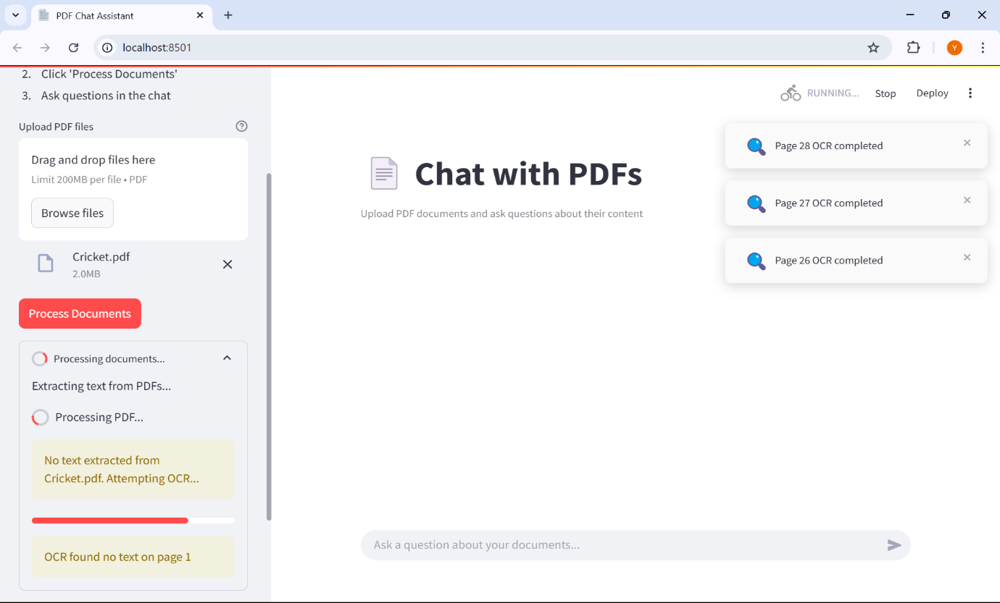 PDF Chat Assistant
localhost:8501
Y
2. Click 'Process Documents'
3. Ask questions in the chat
Upload PDF files
Drag and drop files here
Limit 200MB per file • PDF
Browse files
Cricket.pdf
2.0MB
Process Documents
Processing documents...
Extracting text from PDFs...
Processing PDF...
No text extracted from
Cricket.pdf. Attempting OCR...
OCR found no text on page 1
RUNNING...
Stop
Deploy
Page 28 OCR completed
Page 27 OCR completed
Page 26 OCR completed
Chat with PDFs
Upload PDF documents and ask questions about their content
Ask a question about your documents...